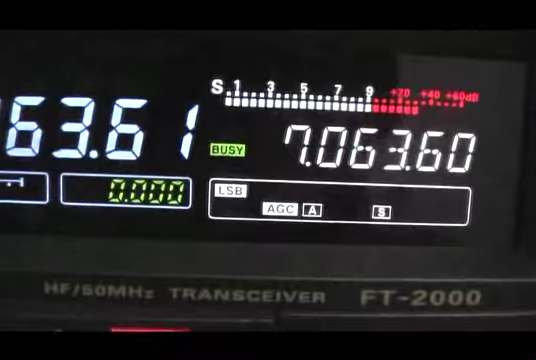 S 1 3 5 7 9 +20 +40 +60dB
63.61
BUSY
7.063.60
0.000
LSB
AGC A S
HF/50MHz TRANSCEIVER FT-2000